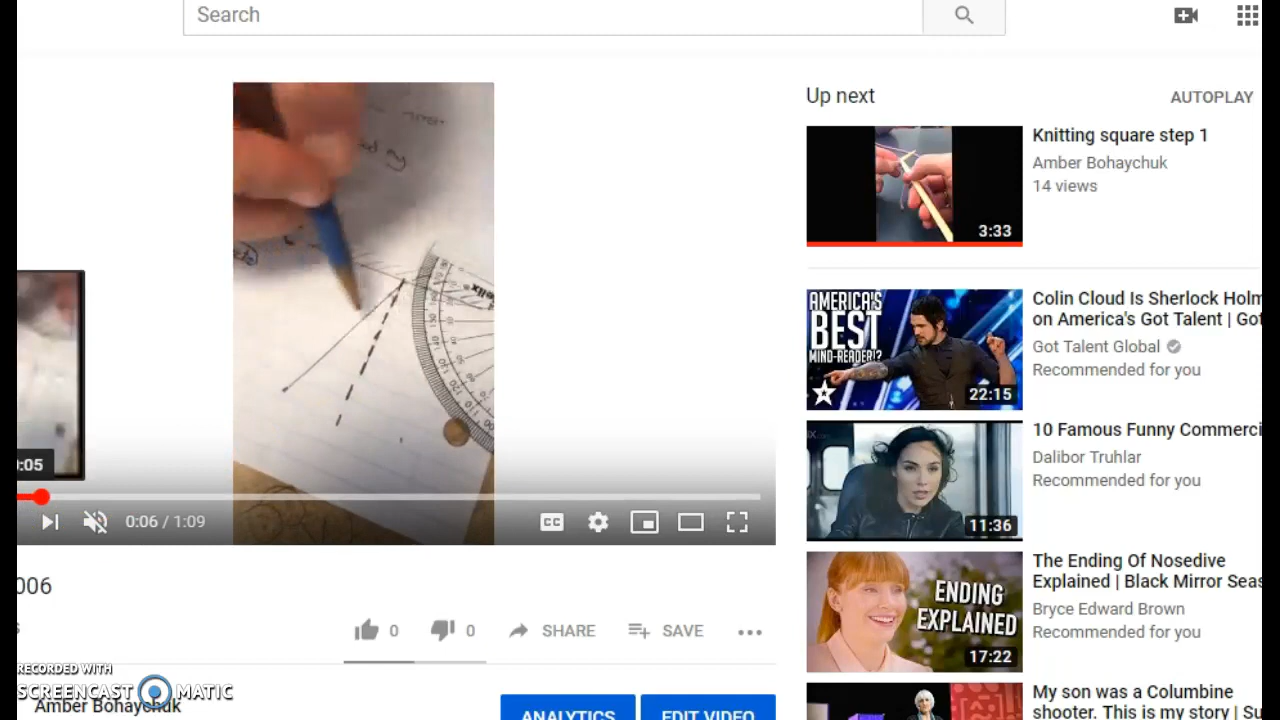 Search
Up next
AUTOPLAY
Knitting square step 1
Amber Bohaychuk
14 views
3:33
AMERICA'S
BEST
MIND-READER!?
22:15
Colin Cloud Is Sherlock Holm
on America's Got Talent | Go
Got Talent Global
Recommended for you
10 Famous Funny Commerci
Dalibor Truhlar
Recommended for you
11:36
The Ending Of Nosedive
Explained | Black Mirror Sea
Bryce Edward Brown
Recommended for you
ENDING
EXPLAINED
17:22
My son was a Columbine
shooter. This is my story | Su
:05
0:06 / 1:09
CC
006
0
0
SHARE
SAVE
RECORDED WITH
SCREENCAST MATIC
Amber Bohaychuk
ANALYTICS
EDIT VIDEO